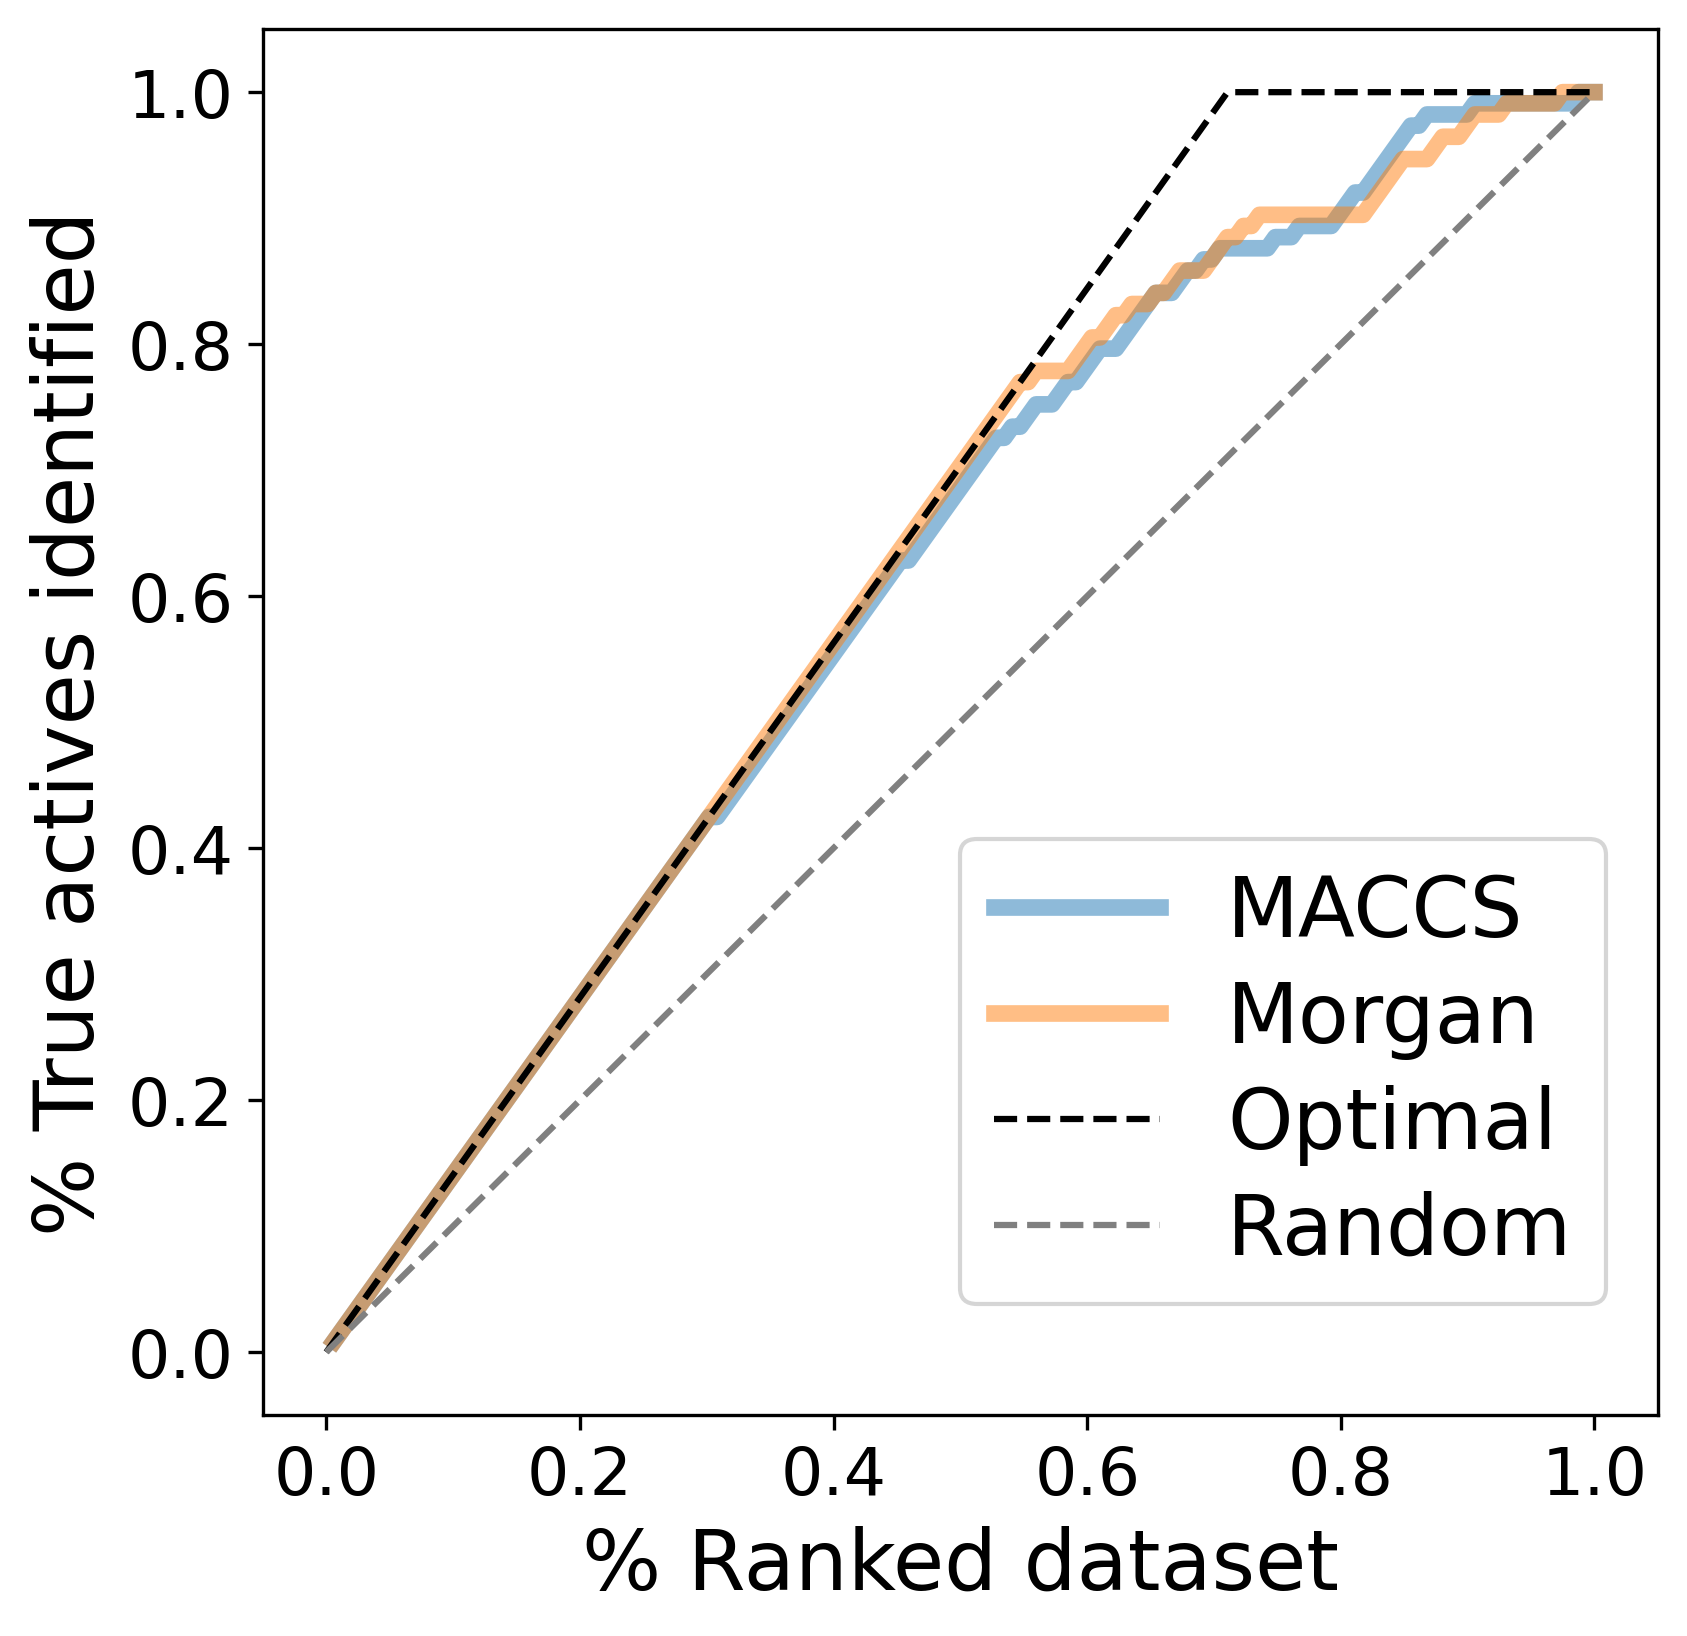 % True actives identified
1.0
0.8
0.6
0.4
0.2
0.0
MACCS
Morgan
Optimal
Random
0.0 0.2 0.4 0.6 0.8 1.0
% Ranked dataset